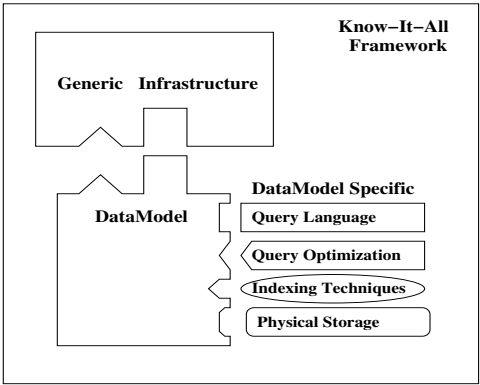 Know−It−All
Framework
Generic Infrastructure
DataModel Specific
DataModel
Query Language
Query Optimization
Indexing Techniques
Physical Storage